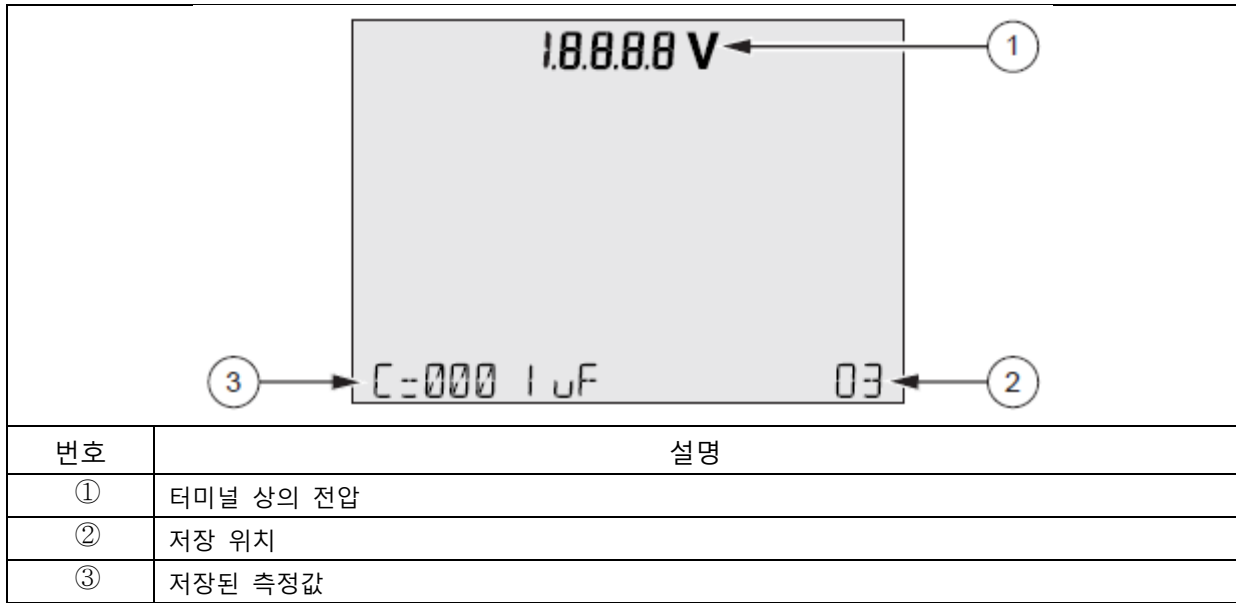 1.8.8.8.8 V
①
③
C=000 1 uF
03
②
번호 설명
① 터미널 상의 전압
② 저장 위치
③ 저장된 측정값